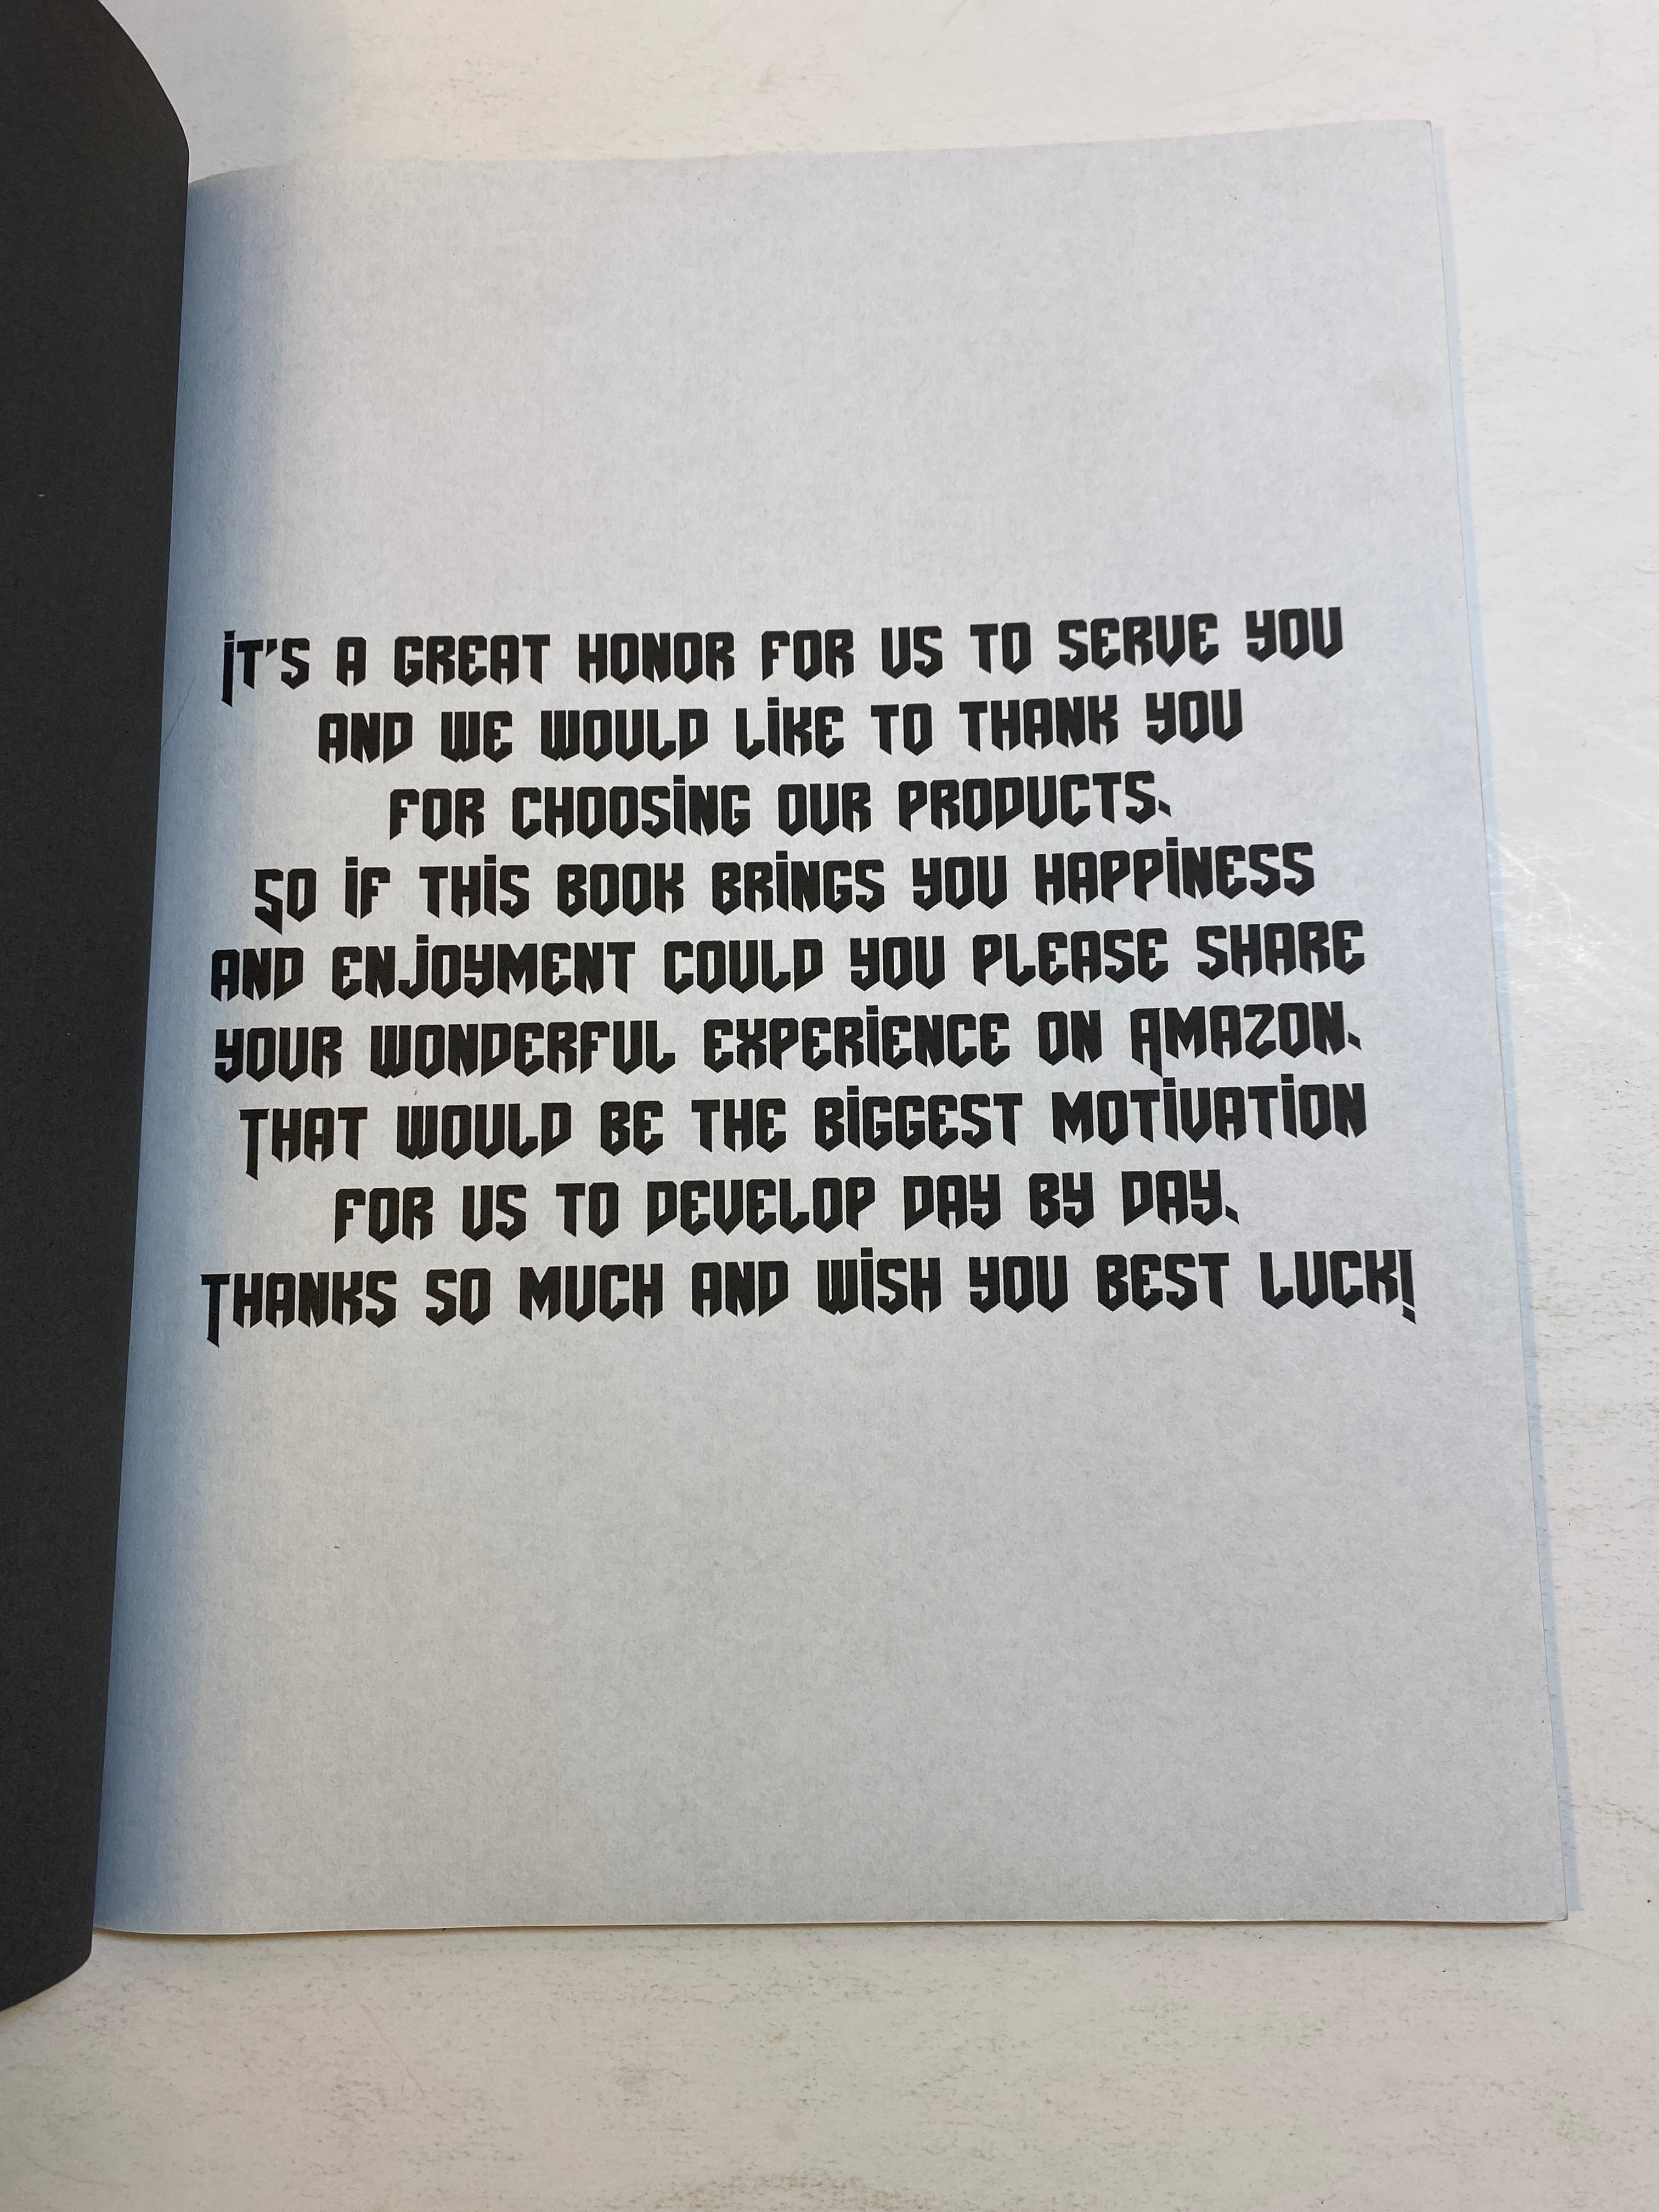 It's a great honor for us to serve you
and we would like to thank you
for choosing our products.
So if this book brings you happiness
and enjoyment could you please share
your wonderful experience on Amazon.
That would be the biggest motivation
for us to develop day by day.
Thanks so much and wish you best luck!